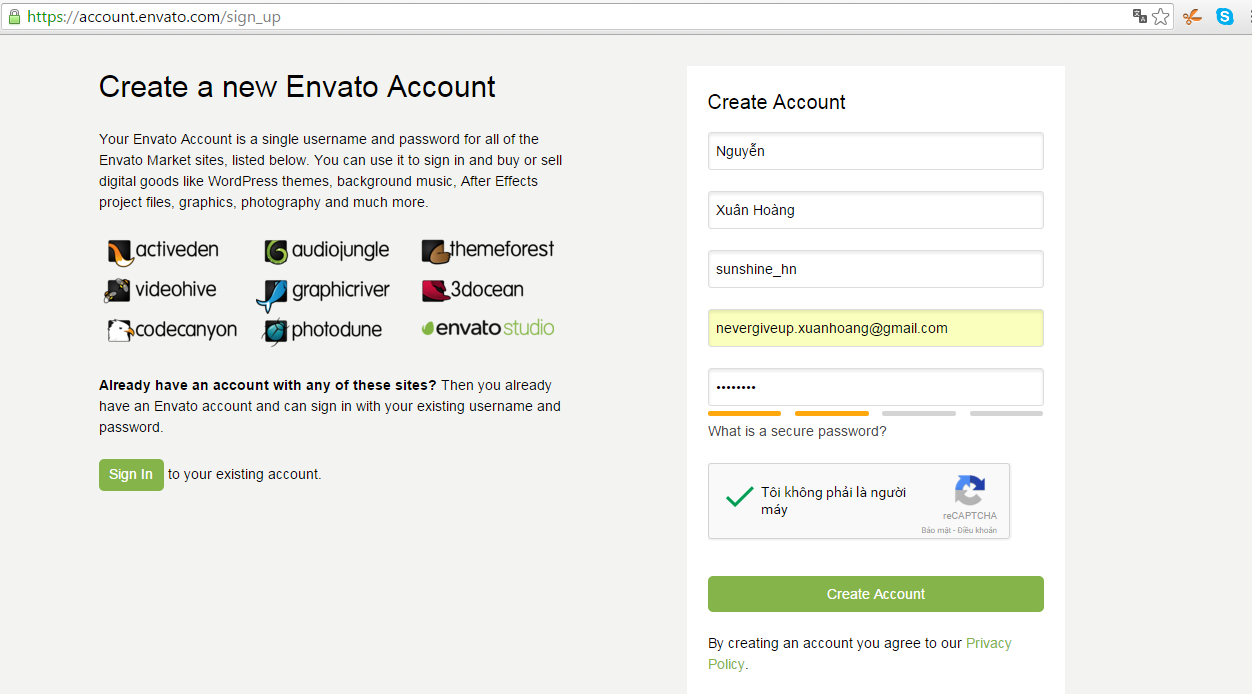 https://account.envato.com/sign_up
Create a new Envato Account
Your Envato Account is a single username and password for all of the
Envato Market sites, listed below. You can use it to sign in and buy or sell
digital goods like WordPress themes, background music, After Effects
project files, graphics, photography and much more.
activeden audiojungle themeforest
videohive graphicriver 3docean
codecanyon photodune envato studio
Already have an account with any of these sites? Then you already
have an Envato account and can sign in with your existing username and
password.
Sign In to your existing account.
Create Account
Nguyễn
Xuân Hoàng
sunshine_hn
nevergiveup.xuanhoang@gmail.com
••••••••
What is a secure password?
Tôi không phải là người
máy
reCAPTCHA
Bảo mật - Điều khoản
Create Account
By creating an account you agree to our Privacy
Policy.